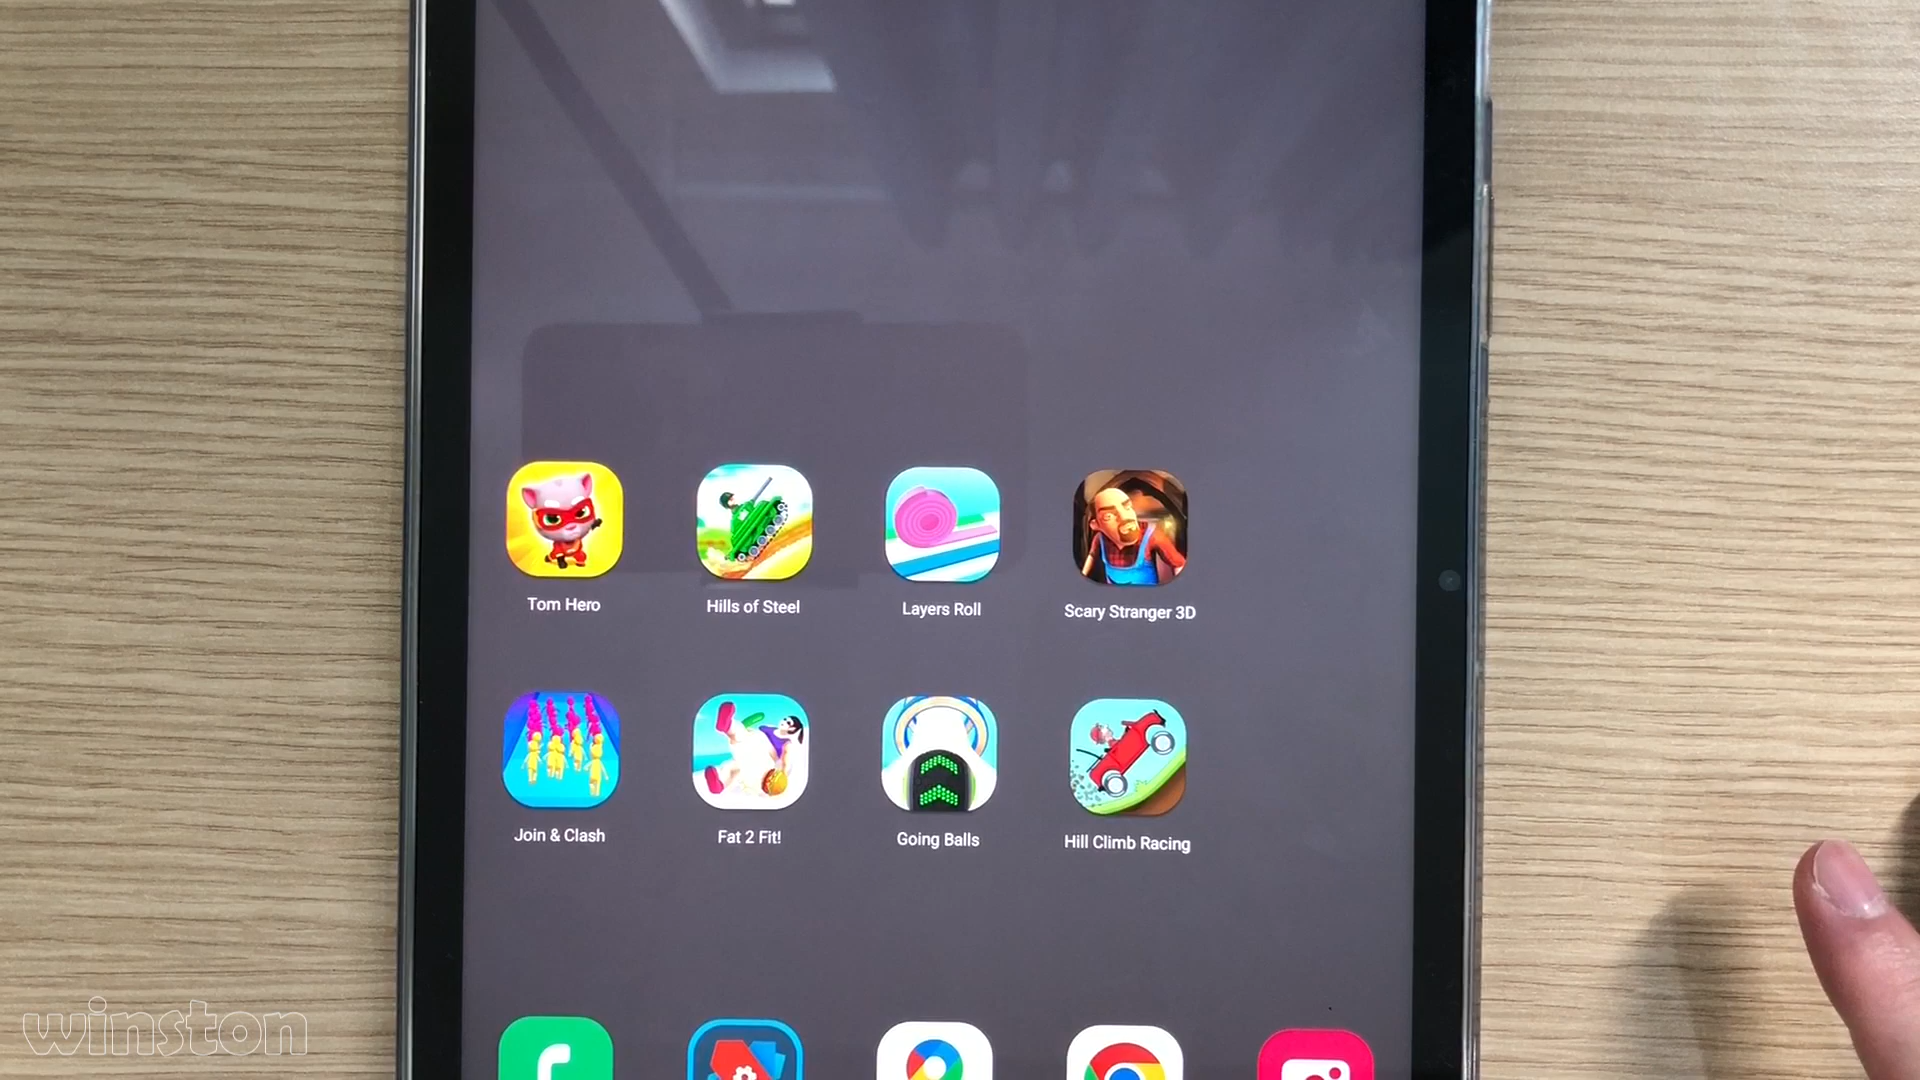 Tom Hero
Hills of Steel
Layers Roll
Scary Stranger 3D
Join & Clash
Fat 2 Fit!
Going Balls
Hill Climb Racing
winston